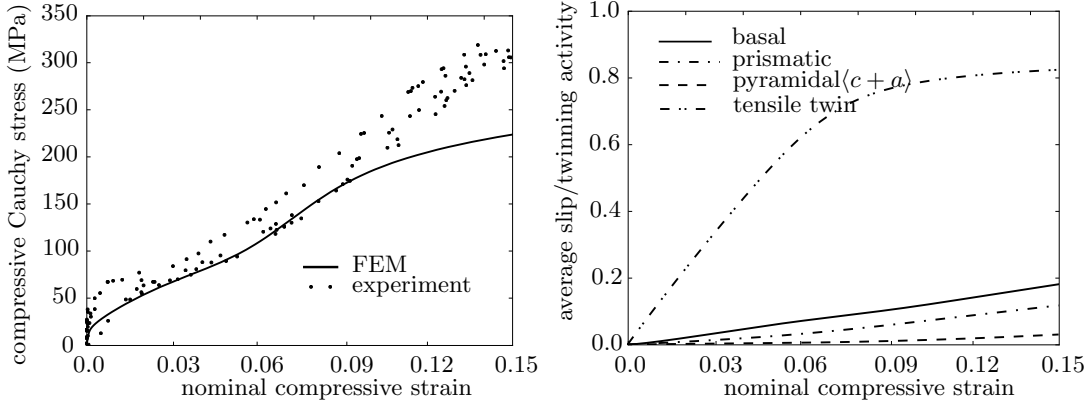 compressive Cauchy stress (MPa)
350
300
250
200
150
100
50
0
FEM
experiment
0.0 0.03 0.06 0.09 0.12 0.15
nominal compressive strain
average slip/twinning activity
1.0
0.8
0.6
0.4
0.2
0.0
basal
prismatic
pyramidal⟨c + a⟩
tensile twin
0.0 0.03 0.06 0.09 0.12 0.15
nominal compressive strain